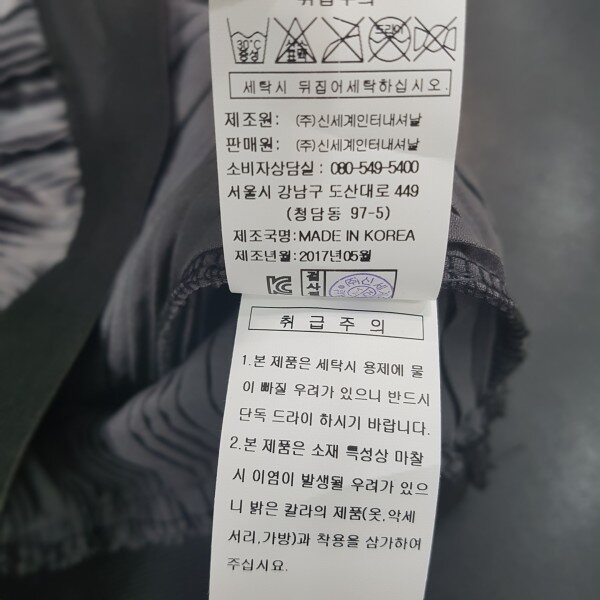 취급주의
30℃
중성
표백
드라이
세탁시 뒤집어세탁하십시오.
제조원: (주)신세계인터내셔날
판매원: (주)신세계인터내셔날
소비자상담실 : 080-549-5400
서울시 강남구 도산대로 449
(청담동 97-5)
제조국명: MADE IN KOREA
제조년월: 2017년05월
취 급 주 의
1.본 제품은 세탁시 용제에 물
이 빠질 우려가 있으니 반드시
단독 드라이 하시기 바랍니다.
2.본 제품은 소재 특성상 마찰
시 이염이 발생될 우려가 있으
니 밝은 칼라의 제품(옷,악세
서리,가방)과 착용을 삼가하여
주십시요.